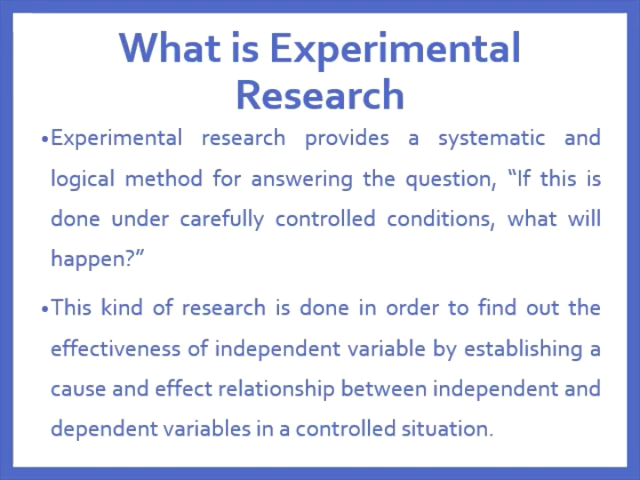 What is Experimental
Research
•Experimental research provides a systematic and
logical method for answering the question, “If this is
done under carefully controlled conditions, what will
happen?”
•This kind of research is done in order to find out the
effectiveness of independent variable by establishing a
cause and effect relationship between independent and
dependent variables in a controlled situation.